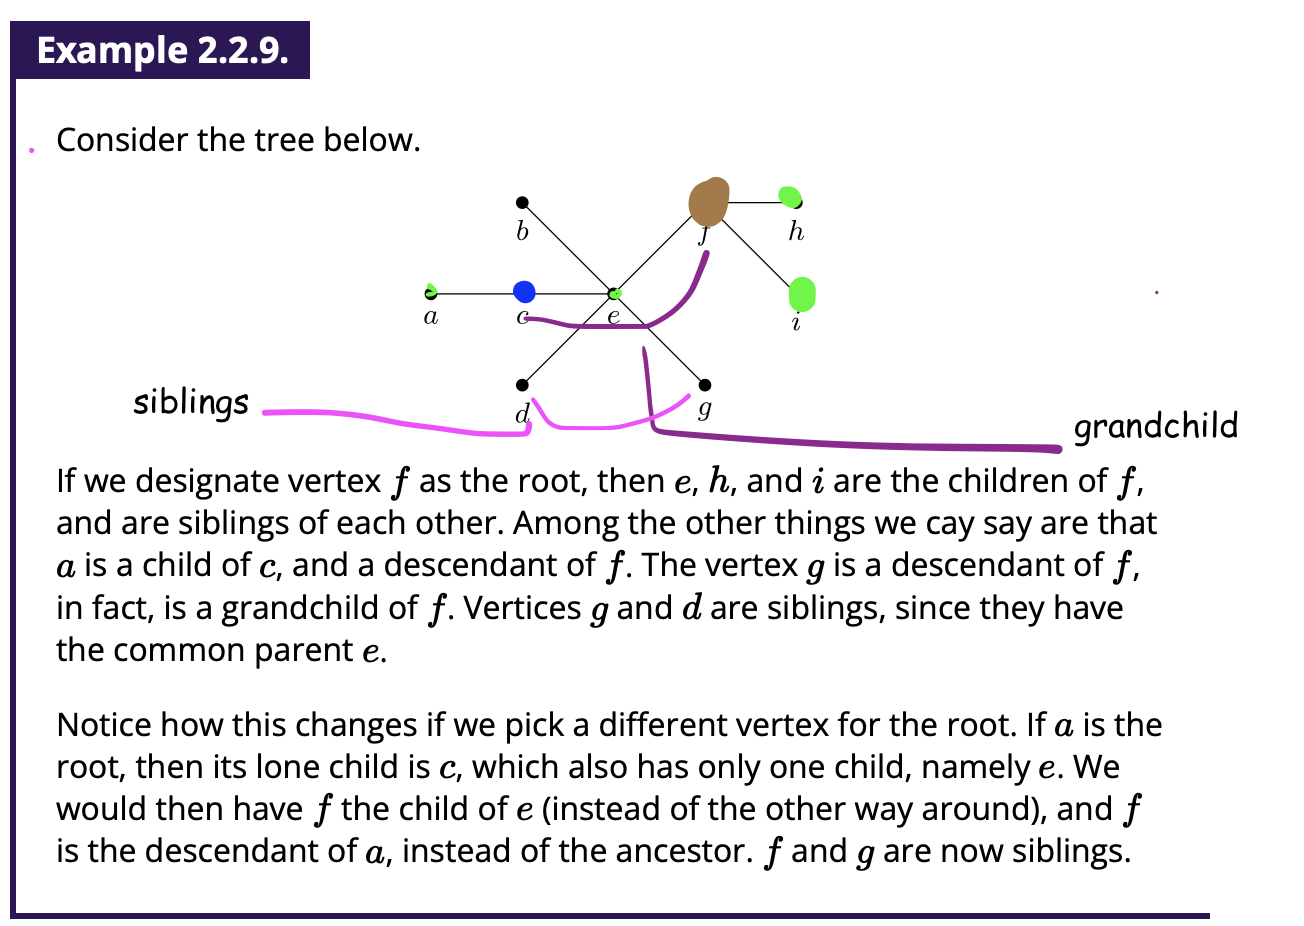 Example 2.2.9.
Consider the tree below.
b
f
h
a
c
e
i
siblings
d
g
grandchild
If we designate vertex f as the root, then e, h, and i are the children of f,
and are siblings of each other. Among the other things we cay say are that
a is a child of c, and a descendant of f. The vertex g is a descendant of f,
in fact, is a grandchild of f. Vertices g and d are siblings, since they have
the common parent e.
Notice how this changes if we pick a different vertex for the root. If a is the
root, then its lone child is c, which also has only one child, namely e. We
would then have f the child of e (instead of the other way around), and f
is the descendant of a, instead of the ancestor. f and g are now siblings.